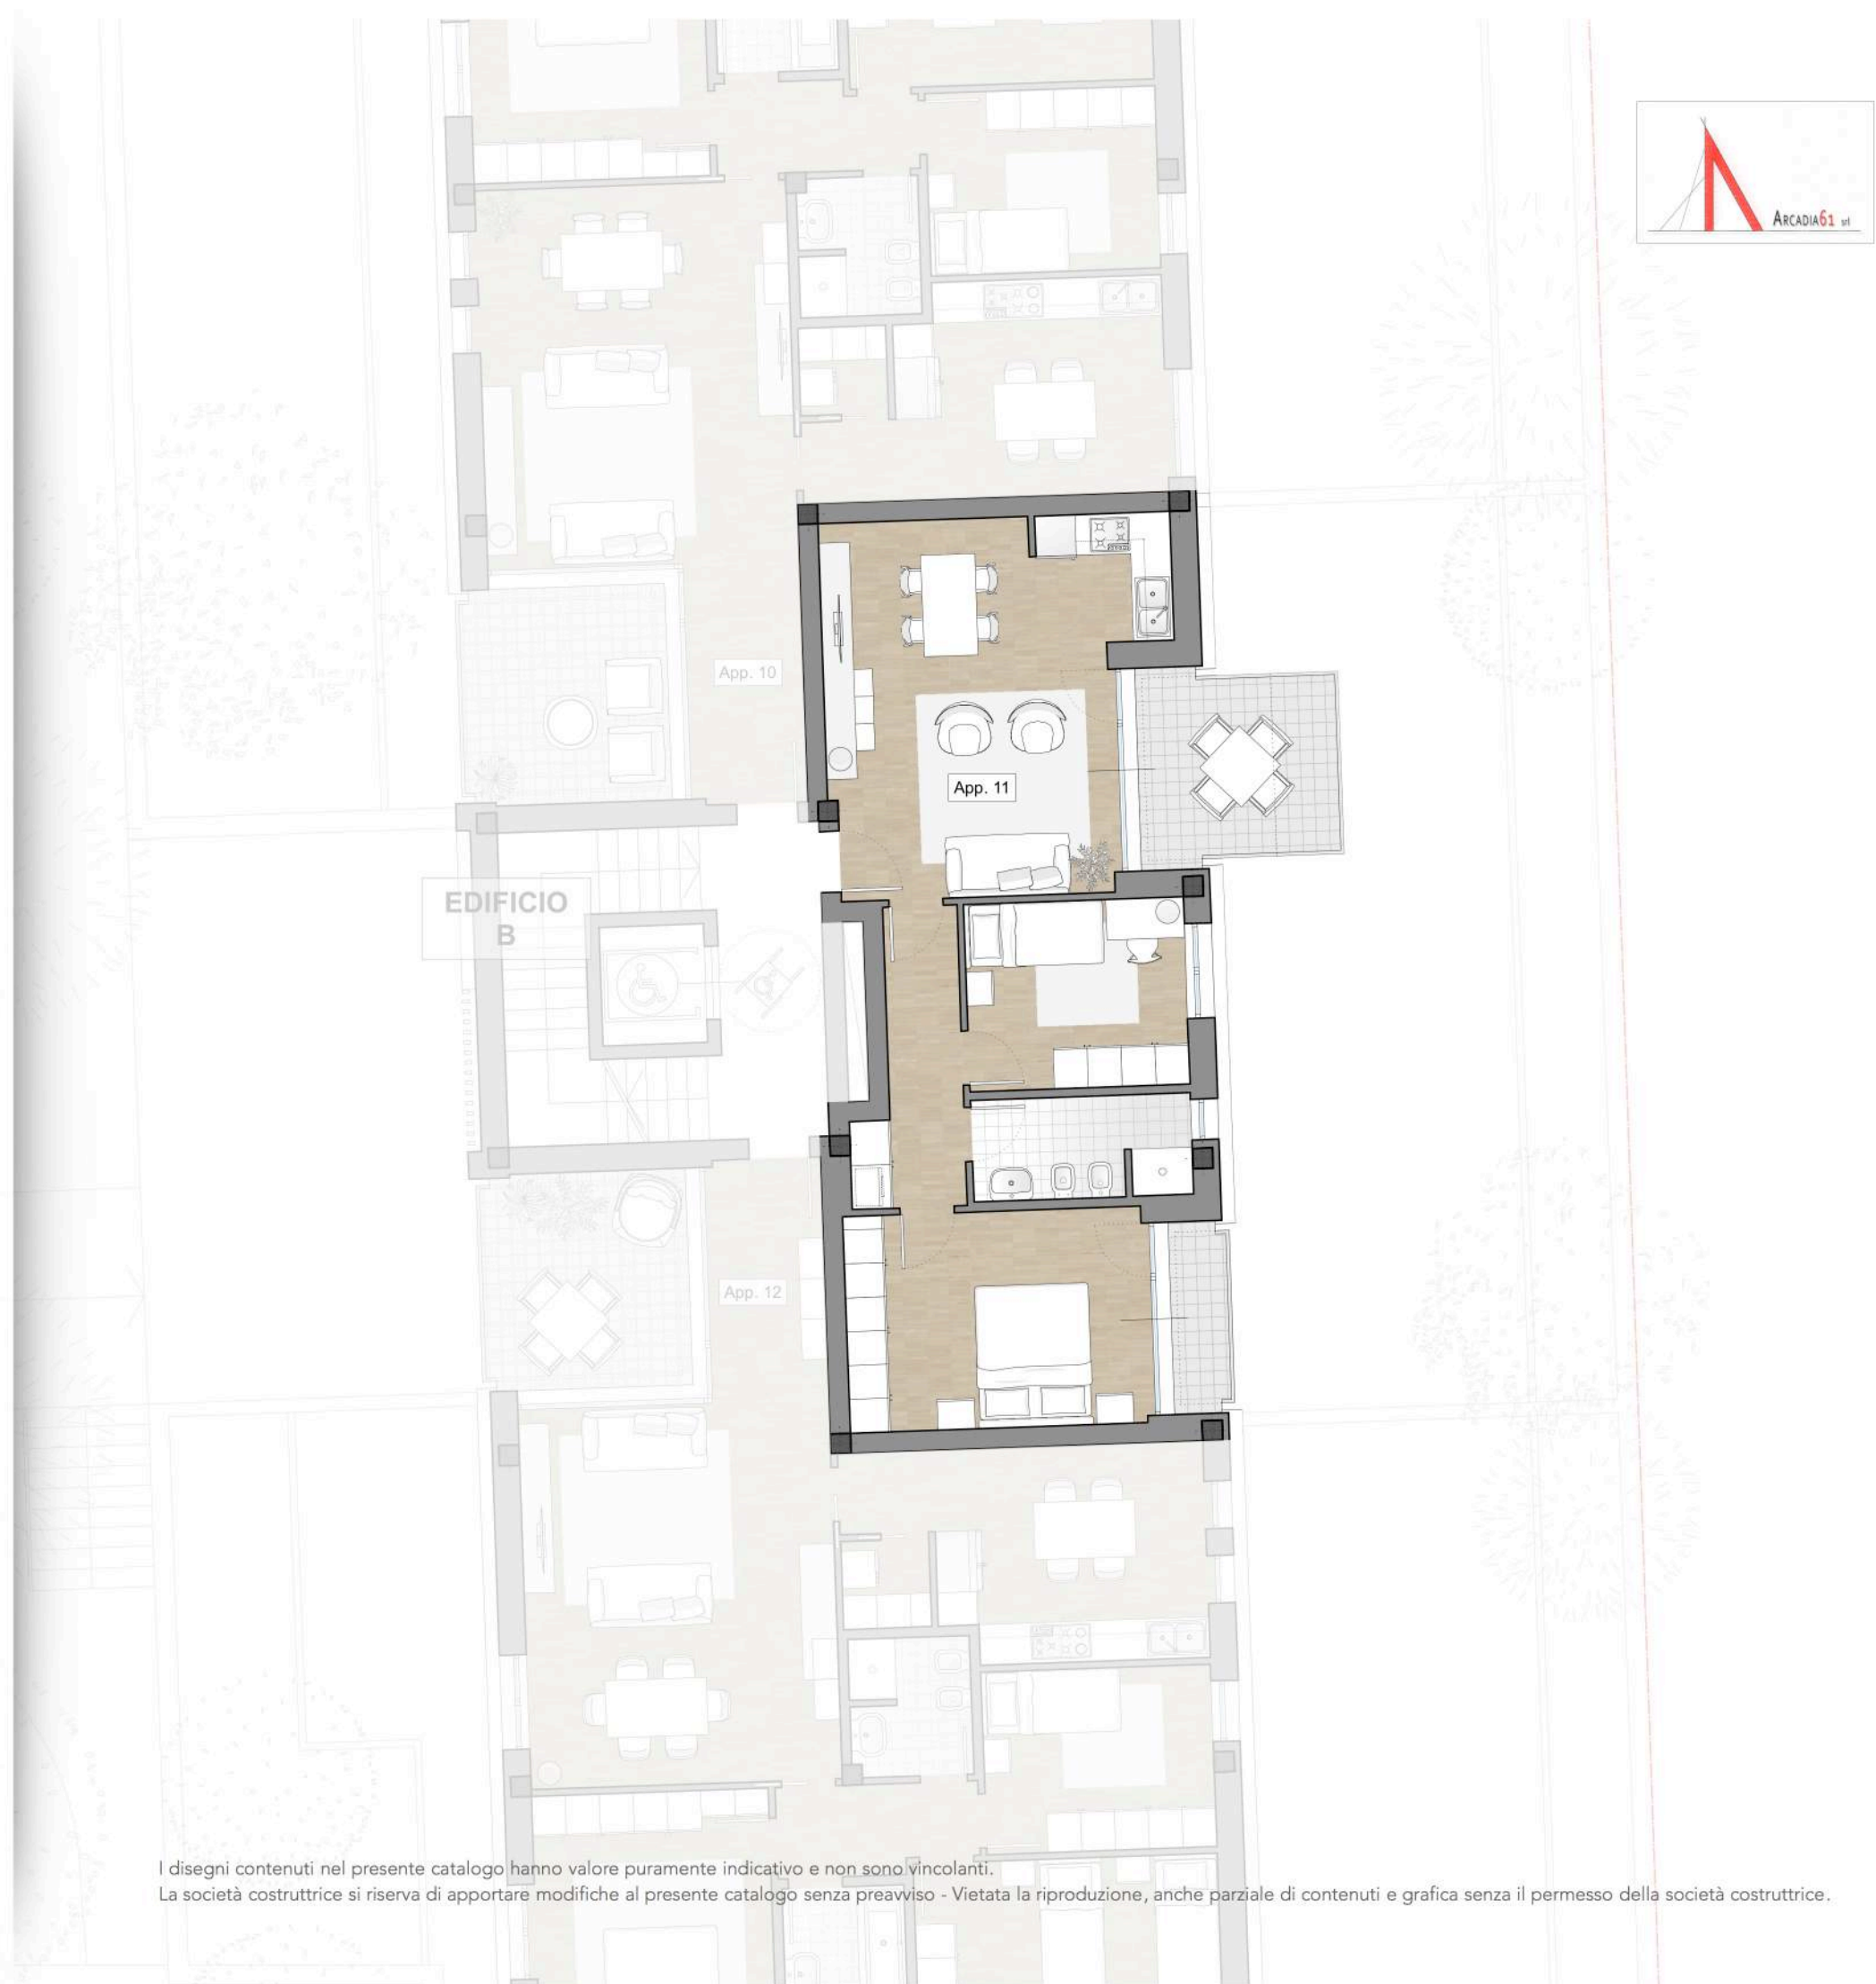 ARCADIA61 srl
App. 10
App. 11
EDIFICIO
B
App. 12
I disegni contenuti nel presente catalogo hanno valore puramente indicativo e non sono vincolanti.
La società costruttrice si riserva di apportare modifiche al presente catalogo senza preavviso - Vietata la riproduzione, anche parziale di contenuti e grafica senza il permesso della società costruttrice.